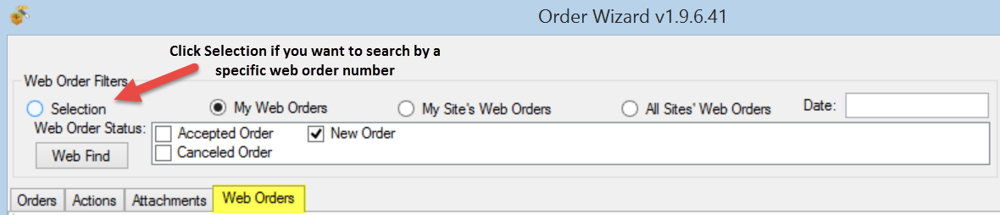 Order Wizard v1.9.6.41
Click Selection if you want to search by a
specific web order number
Web Order Filters
Selection My Web Orders My Site's Web Orders All Sites' Web Orders Date:
Web Order Status: Accepted Order New Order
Web Find Canceled Order
Orders Actions Attachments Web Orders